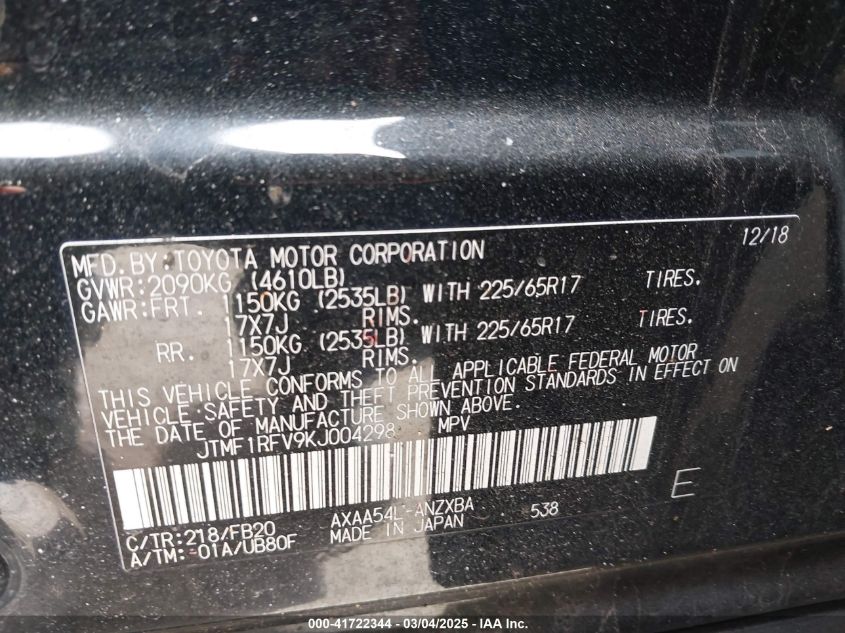 12/18
MFD.BY:TOYOTA MOTOR CORPORATION
GVWR:2090KG (4610LB)
GAWR:FRT. 1150KG (2535LB) WITH 225/65R17 TIRES.
17X7J RIMS.
RR. 1150KG (2535LB) WITH 225/65R17 TIRES.
17X7J RIMS.
THIS VEHICLE CONFORMS TO ALL APPLICABLE FEDERAL MOTOR
VEHICLE SAFETY AND THEFT PREVENTION STANDARDS IN EFFECT ON
THE DATE OF MANUFACTURE SHOWN ABOVE.
JTMF1RFV9KJ004298 MPV
E
AXAA54L-ANZXBA 538
C/TR:218/FB20 MADE IN JAPAN
A/TM:-01A/UB80F
000-41722344 - 03/04/2025 - IAA Inc.